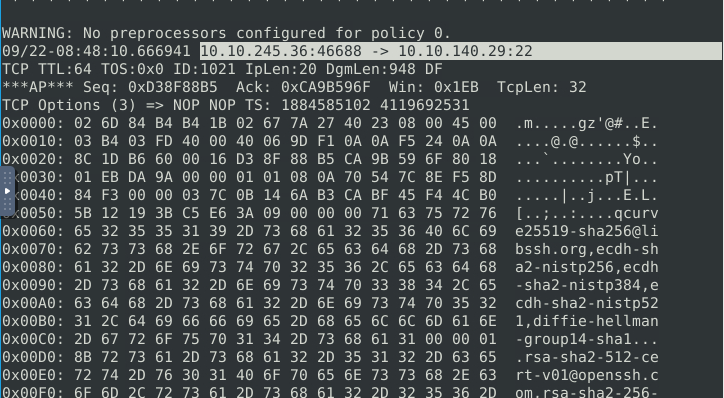 WARNING: No preprocessors configured for policy 0.
09/22-08:48:10.666941 10.10.245.36:46688 -> 10.10.140.29:22
TCP TTL:64 TOS:0x0 ID:1021 IpLen:20 DgmLen:948 DF
***AP*** Seq: 0xD38F88B5  Ack: 0xCA9B596F  Win: 0x1EB  TcpLen: 32
TCP Options (3) => NOP NOP TS: 1884585102 4119692531
0x0000: 02 6D 84 B4 B4 1B 02 67 7A 27 40 23 08 00 45 00  .m.....gz'@#..E.
0x0010: 03 B4 03 FD 40 00 40 06 9D F1 0A 0A F5 24 0A 0A  ....@.@......$..
0x0020: 8C 1D B6 60 00 16 D3 8F 88 B5 CA 9B 59 6F 80 18  ...`........Yo..
0x0030: 01 EB DA 9A 00 00 01 01 08 0A 70 54 7C 8E F5 8D  ..........pT|...
0x0040: 84 F3 00 00 03 7C 0B 14 6A B3 CA BF 45 F4 4C B0  .....|..j...E.L.
0x0050: 5B 12 19 3B C5 E6 3A 09 00 00 00 71 63 75 72 76  [..;..:....qcurv
0x0060: 65 32 35 35 31 39 2D 73 68 61 32 35 36 40 6C 69  e25519-sha256@li
0x0070: 62 73 73 68 2E 6F 72 67 2C 65 63 64 68 2D 73 68  bssh.org,ecdh-sh
0x0080: 61 32 2D 6E 69 73 74 70 32 35 36 2C 65 63 64 68  a2-nistp256,ecdh
0x0090: 2D 73 68 61 32 2D 6E 69 73 74 70 33 38 34 2C 65  -sha2-nistp384,e
0x00A0: 63 64 68 2D 73 68 61 32 2D 6E 69 73 74 70 35 32  cdh-sha2-nistp52
0x00B0: 31 2C 64 69 66 66 69 65 2D 68 65 6C 6C 6D 61 6E  1,diffie-hellman
0x00C0: 2D 67 72 6F 75 70 31 34 2D 73 68 61 31 00 00 01  -group14-sha1...
0x00D0: 8B 72 73 61 2D 73 68 61 32 2D 35 31 32 2D 63 65  .rsa-sha2-512-ce
0x00E0: 72 74 2D 76 30 31 40 6F 70 65 6E 73 73 68 2E 63  rt-v01@openssh.c
0x00F0: 6F 6D 2C 72 73 61 2D 73 68 61 32 2D 32 35 36 2D  om,rsa-sha2-256-